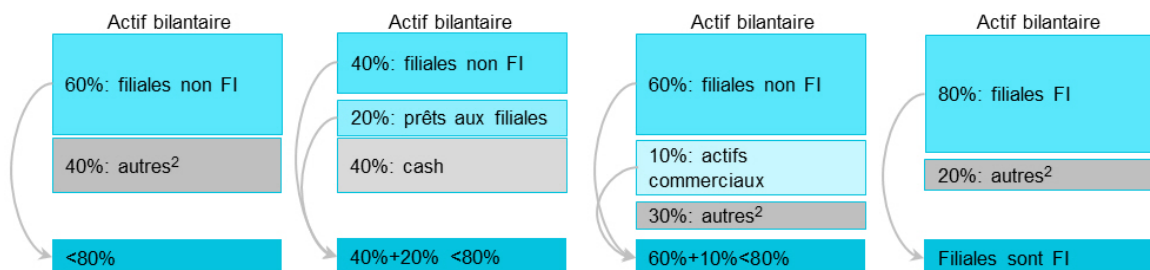 Actif bilantaire
60%: filiales non FI
40%: autres²
<80%
Actif bilantaire
40%: filiales non FI
20%: prêts aux filiales
40%: cash
40%+20% <80%
Actif bilantaire
60%: filiales non FI
10%: actifs
commerciaux
30%: autres²
60%+10%<80%
Actif bilantaire
80%: filiales FI
20%: autres²
Filiales sont FI